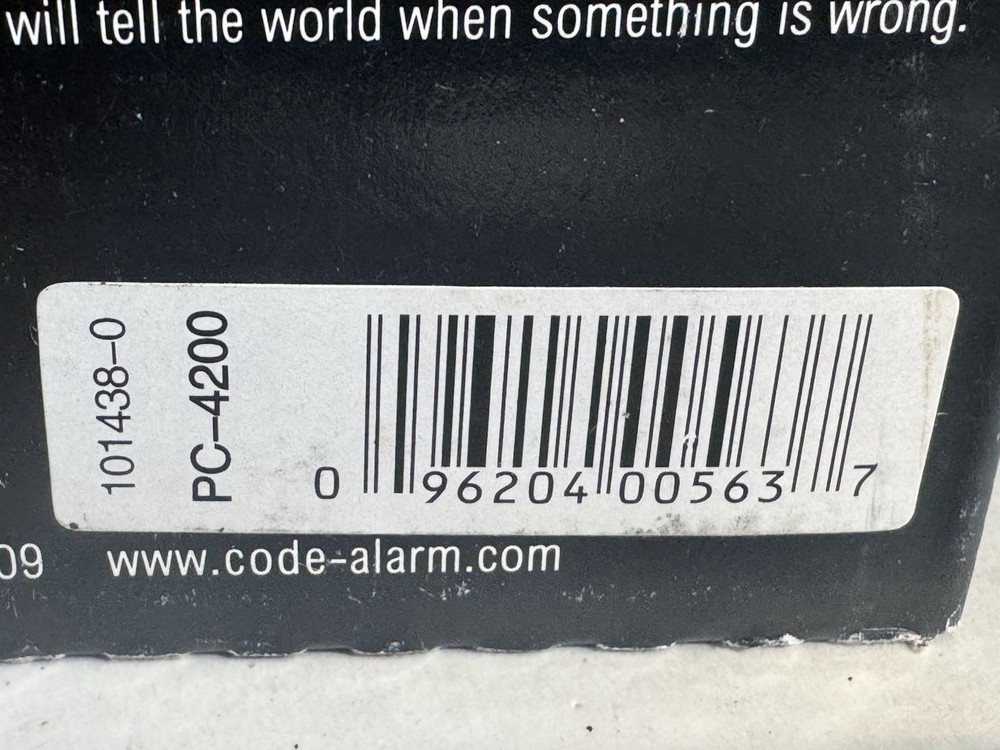 will tell the world when something is wrong.
101438-0
PC-4200
0 96204 00563 7
09 www.code-alarm.com